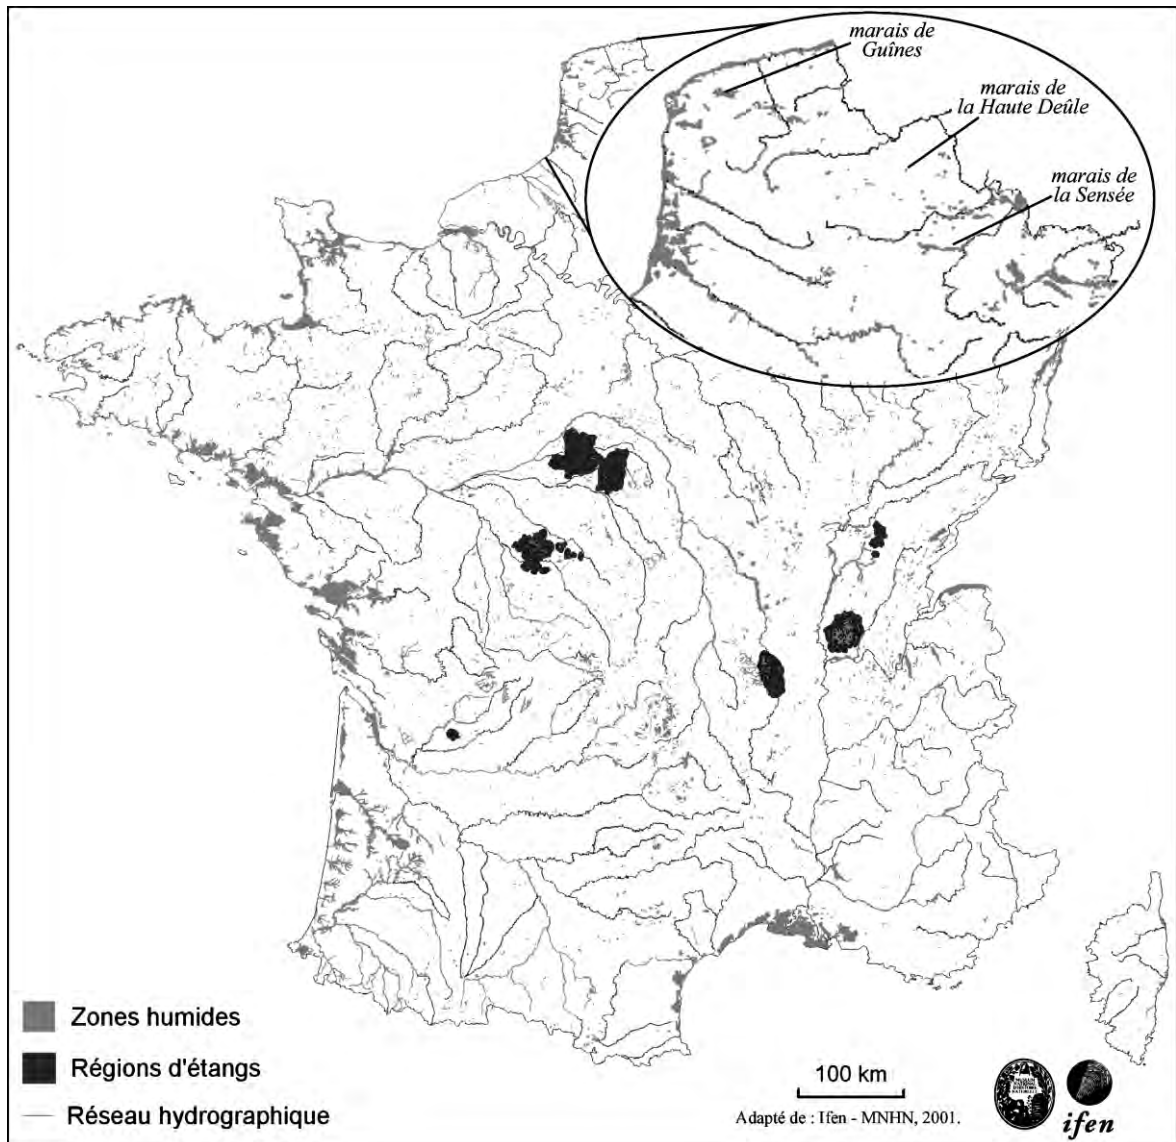 marais de
Guînes
marais de
la Haute Deûle
marais de
la Sensée
Zones humides
Régions d'étangs
Réseau hydrographique
100 km
Adapté de : Ifen - MNHN, 2001.
ifen